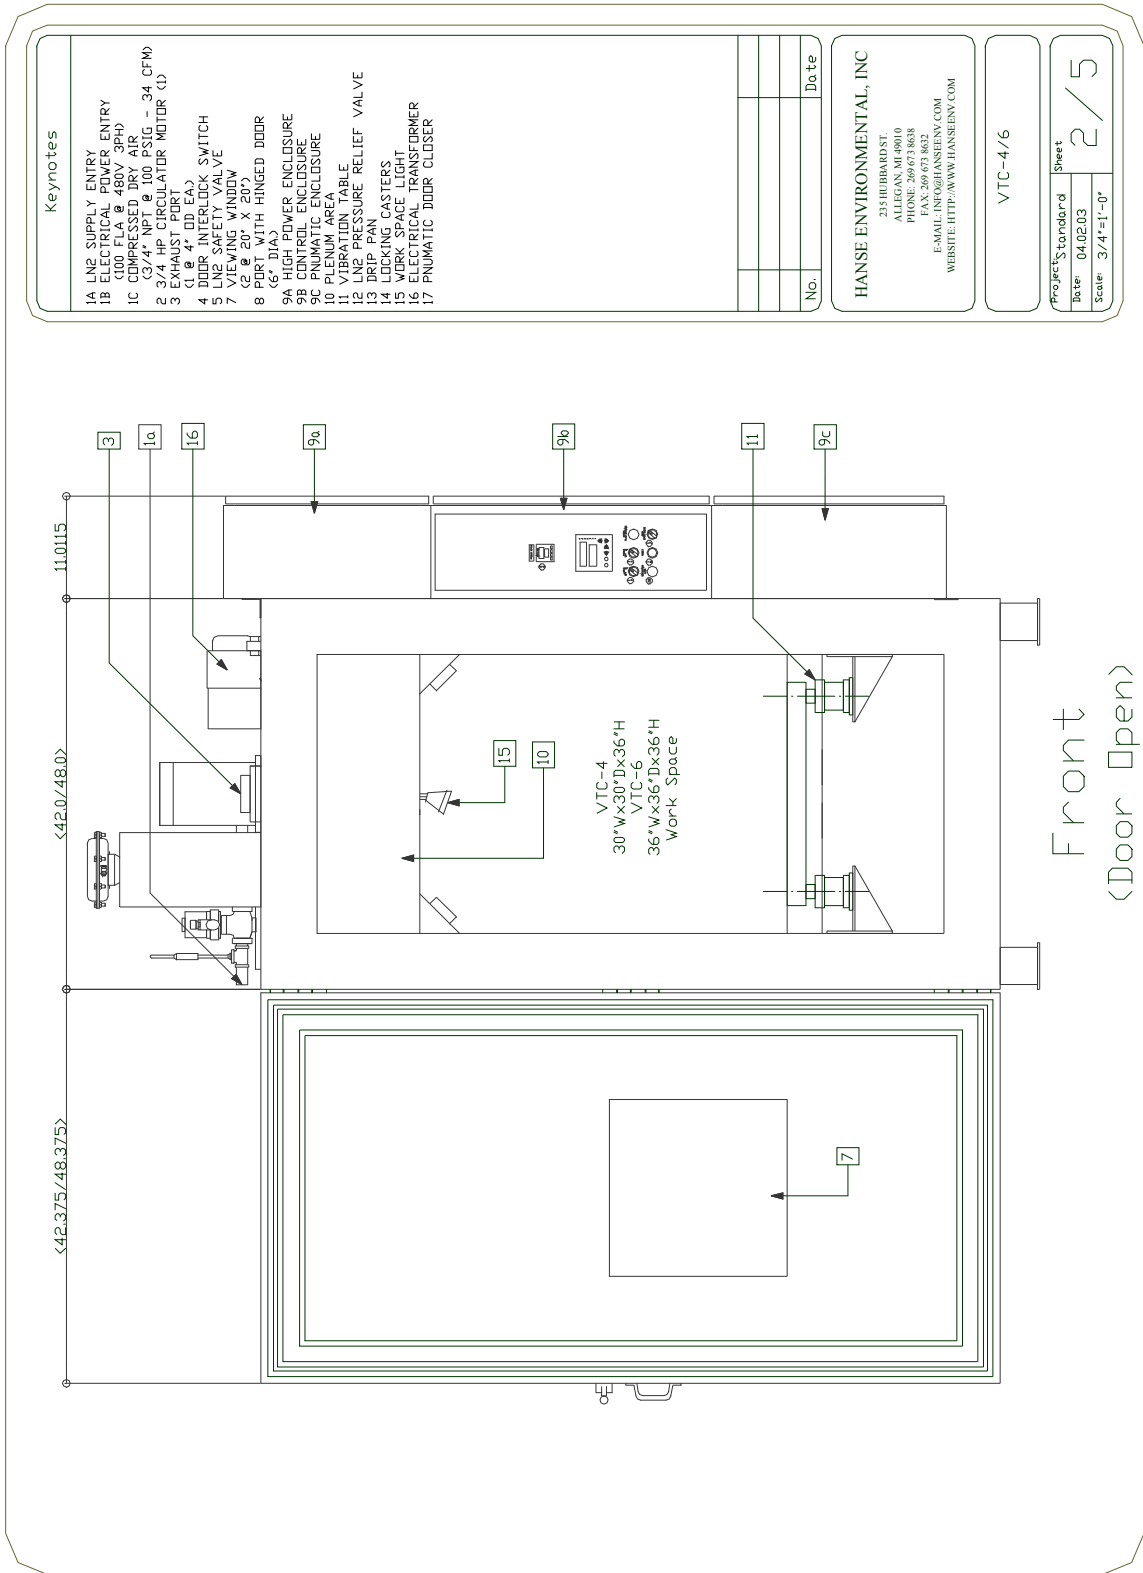 Keynotes
1A LN2 SUPPLY ENTRY
1B ELECTRICAL POWER ENTRY
(100 FLA @ 480V 3PH)
1C COMPRESSED DRY AIR
(3/4" NPT @ 100 PSIG - 34 CFM)
2 3/4 HP CIRCULATOR MOTOR (1)
3 EXHAUST PORT
(1 @ 4" OD EA.)
4 DOOR INTERLOCK SWITCH
5 LN2 SAFETY VALVE
7 VIEWING WINDOW
(2 @ 20" X 20")
8 PORT WITH HINGED DOOR
(6" DIA.)
9A HIGH POWER ENCLOSURE
9B CONTROL ENCLOSURE
9C PNUMATIC ENCLOSURE
10 PLENUM AREA
11 VIBRATION TABLE
12 LN2 PRESSURE RELIEF VALVE
13 DRIP PAN
14 LOCKING CASTERS
15 WORK SPACE LIGHT
16 ELECTRICAL TRANSFORMER
17 PNUMATIC DOOR CLOSER
No.
Date
HANSE ENVIRONMENTAL, INC
235 HUBBARD ST.
ALLEGAN, MI 49010
PHONE: 269 673 8638
FAX: 269 673 8632
E-MAIL: INFO@HANSEENV.COM
WEBSITE: HTTP://WWW.HANSEENV.COM
VTC-4/6
Project: Standard
Date: 04.02.03
Scale: 3/4"=1'-0"
Sheet
2/5
<42.375/48.375>
<42.0/48.0>
11.0115
3
1a
16
9a
9b
11
9c
15
10
7
VTC-4
30"Wx30"Dx36"H
VTC-6
36"Wx36"Dx36"H
Work Space
Front
(Door Open)